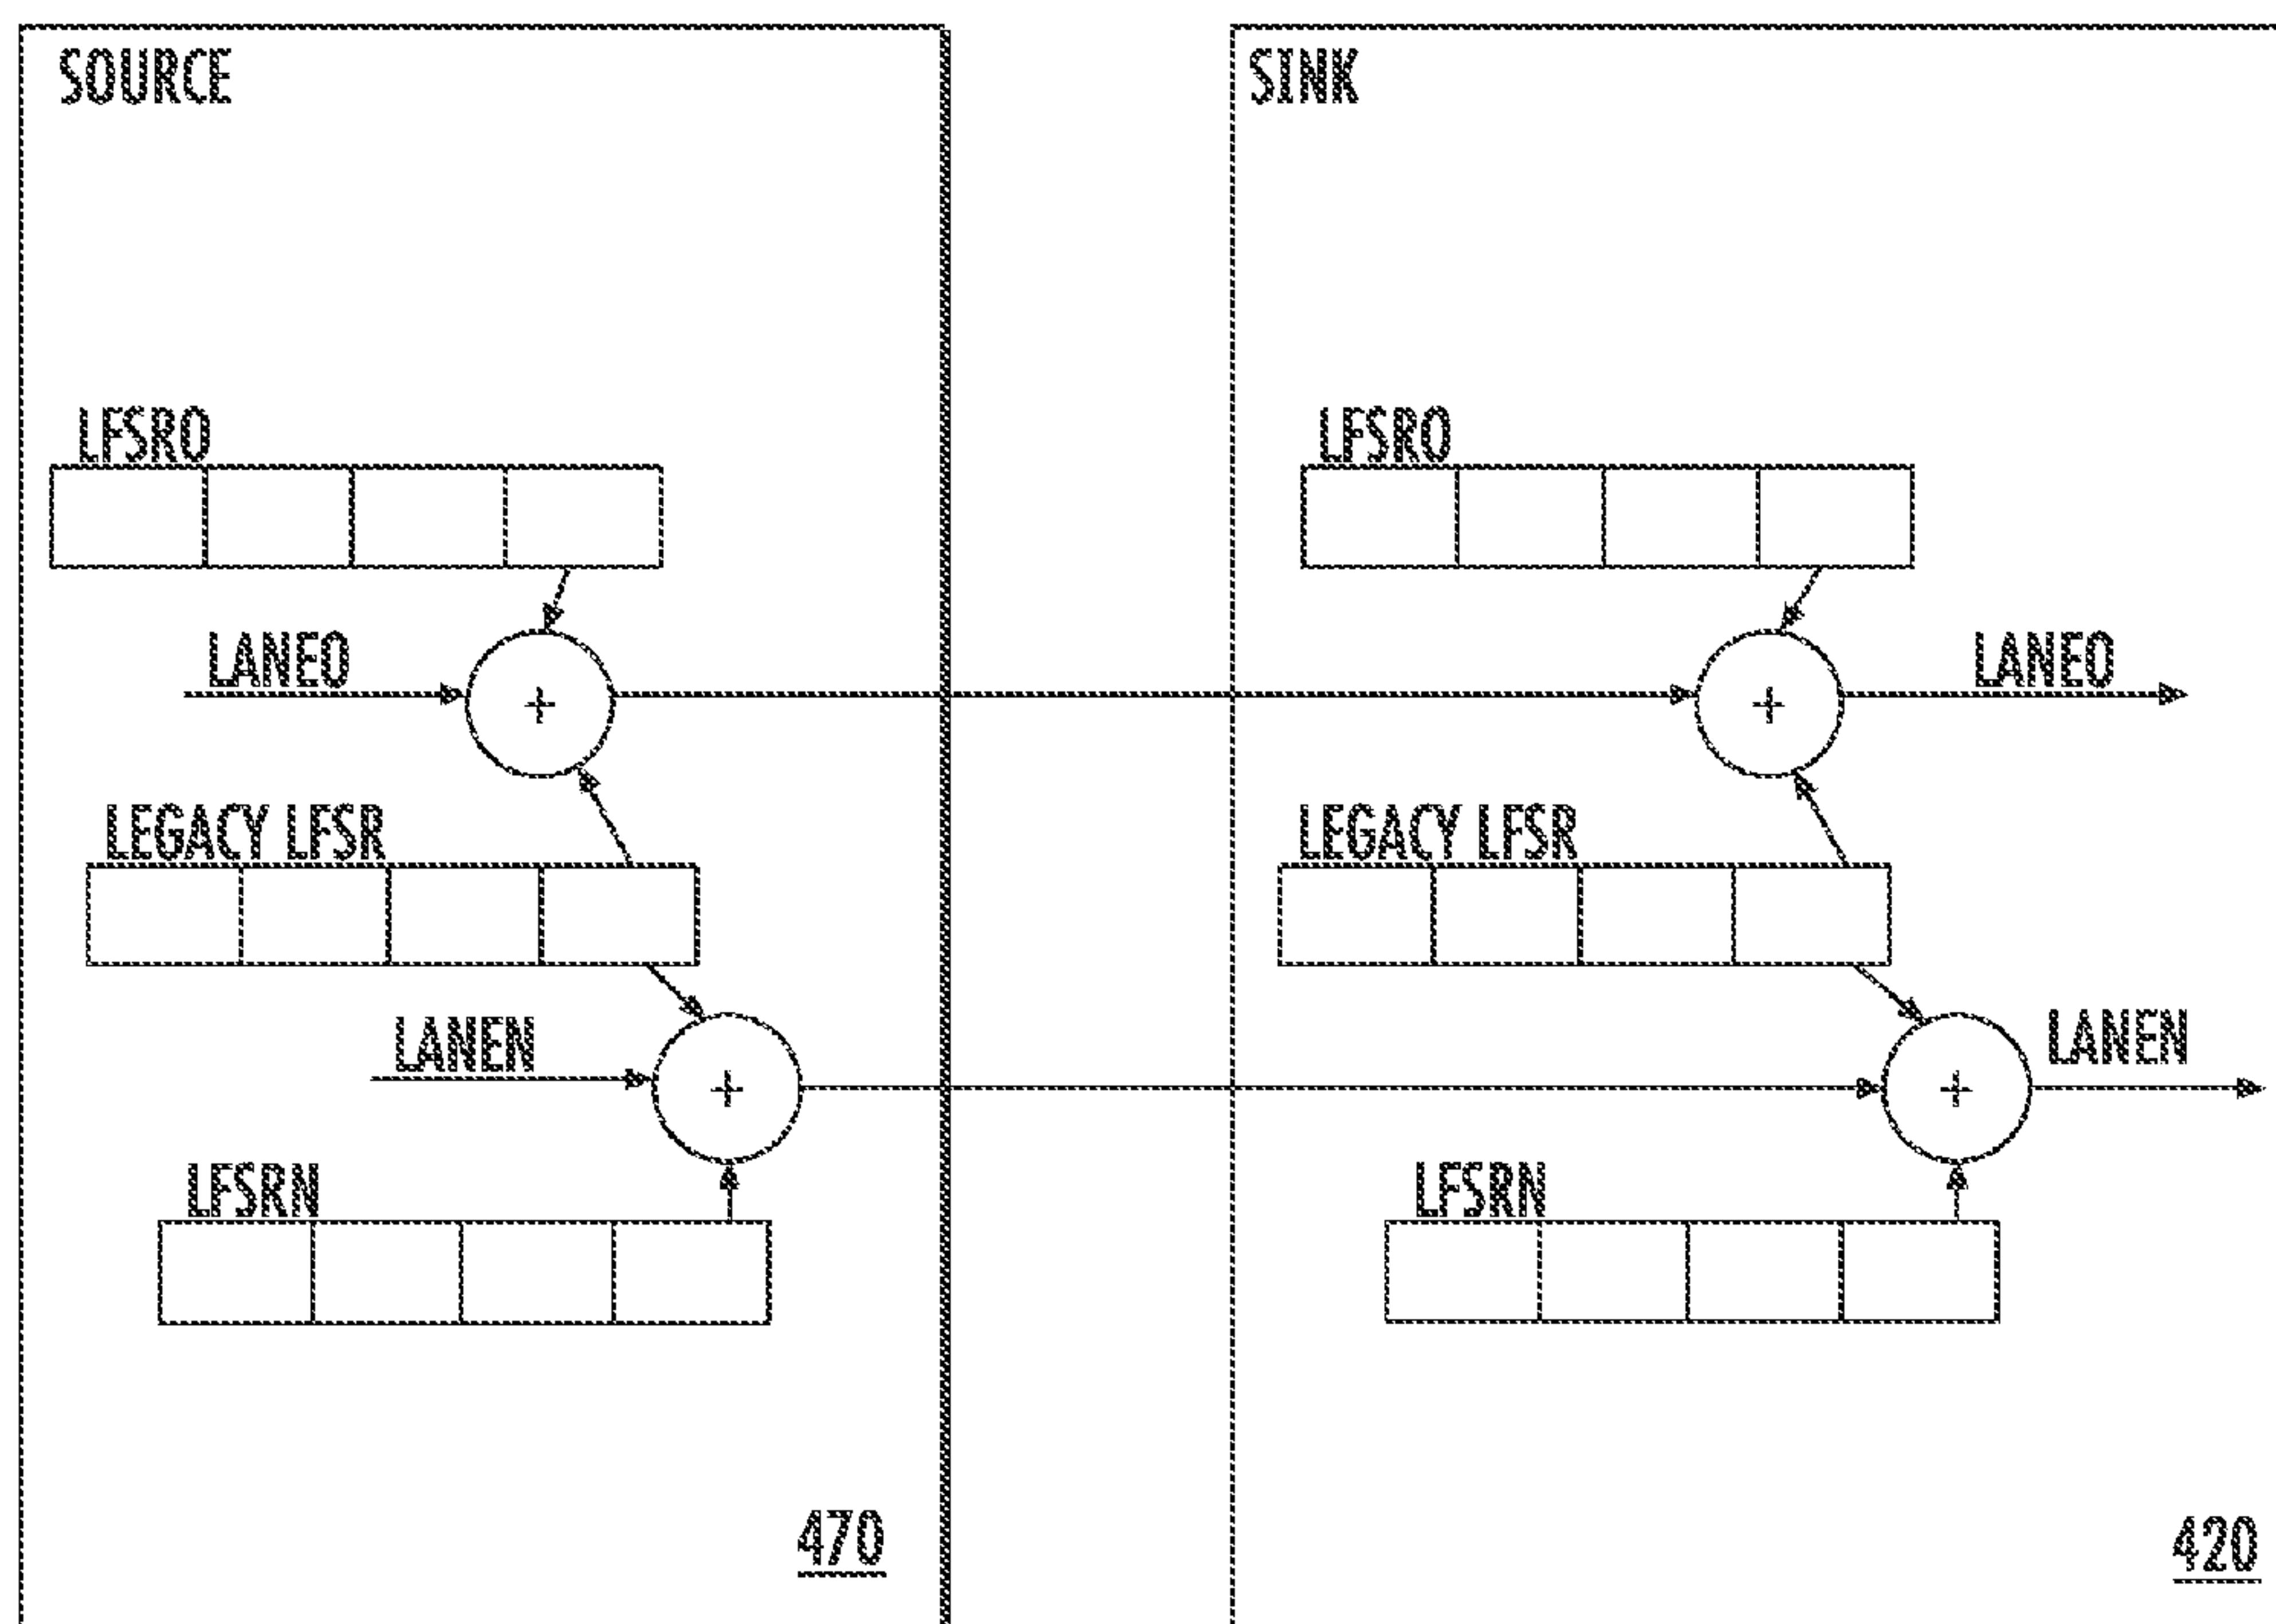 SOURCE
SINK
LFSR0
LFSR0
LANE0
+
+
LANE0
LEGACY LFSR
LEGACY LFSR
LANEN
+
+
LANEN
LFSRN
LFSRN
470
420